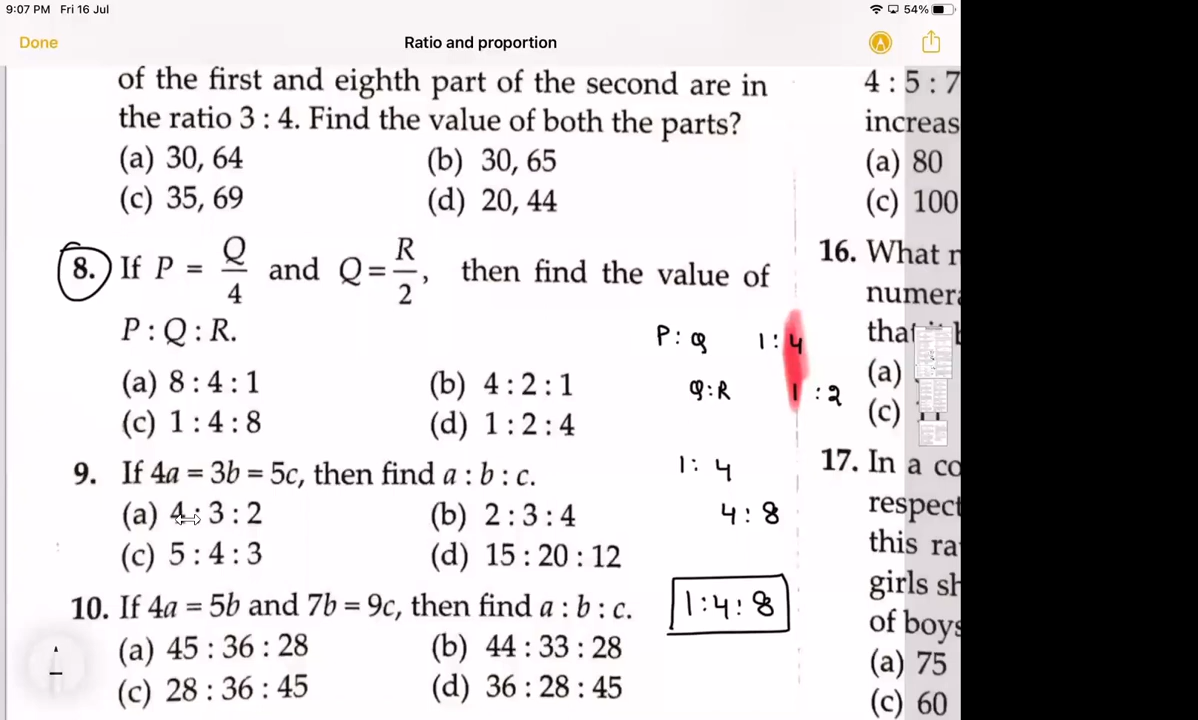 9:07 PM Fri 16 Jul
54%
Done
Ratio and proportion
of the first and eighth part of the second are in
the ratio 3 : 4. Find the value of both the parts?
(a) 30, 64
(b) 30, 65
(c) 35, 69
(d) 20, 44
8. If P = Q/4 and Q = R/2, then find the value of
P : Q : R.
(a) 8 : 4 : 1
(b) 4 : 2 : 1
(c) 1 : 4 : 8
(d) 1 : 2 : 4
9. If 4a = 3b = 5c, then find a : b : c.
(a) 4 : 3 : 2
(b) 2 : 3 : 4
(c) 5 : 4 : 3
(d) 15 : 20 : 12
10. If 4a = 5b and 7b = 9c, then find a : b : c.
(a) 45 : 36 : 28
(b) 44 : 33 : 28
(c) 28 : 36 : 45
(d) 36 : 28 : 45
P : Q 1 : 4
Q : R 1 : 2
1 : 4
4 : 8
1 : 4 : 8
4 : 5 : 7
increas
(a) 80
(c) 100
16. What
numer
(a)
(c)
17. In a co
respect
this ra
girls sh
of boys
(a) 75
(c) 60